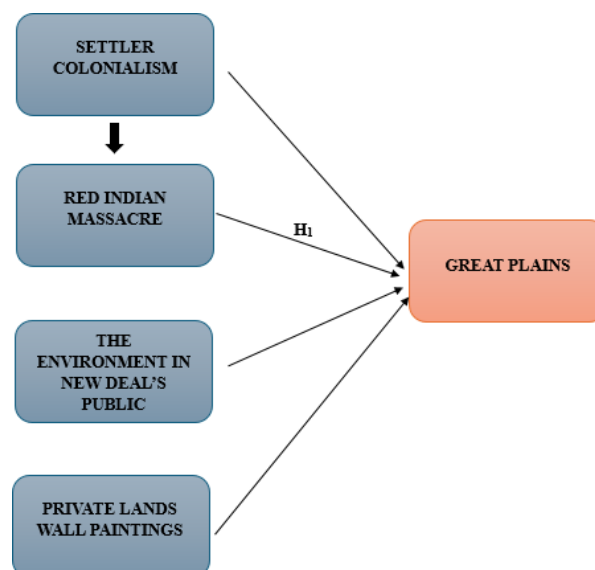 SETTLER
COLONIALISM
RED INDIAN
MASSACRE
H₁
GREAT PLAINS
THE
ENVIRONMENT IN
NEW DEAL'S
PUBLIC
PRIVATE LANDS
WALL PAINTINGS